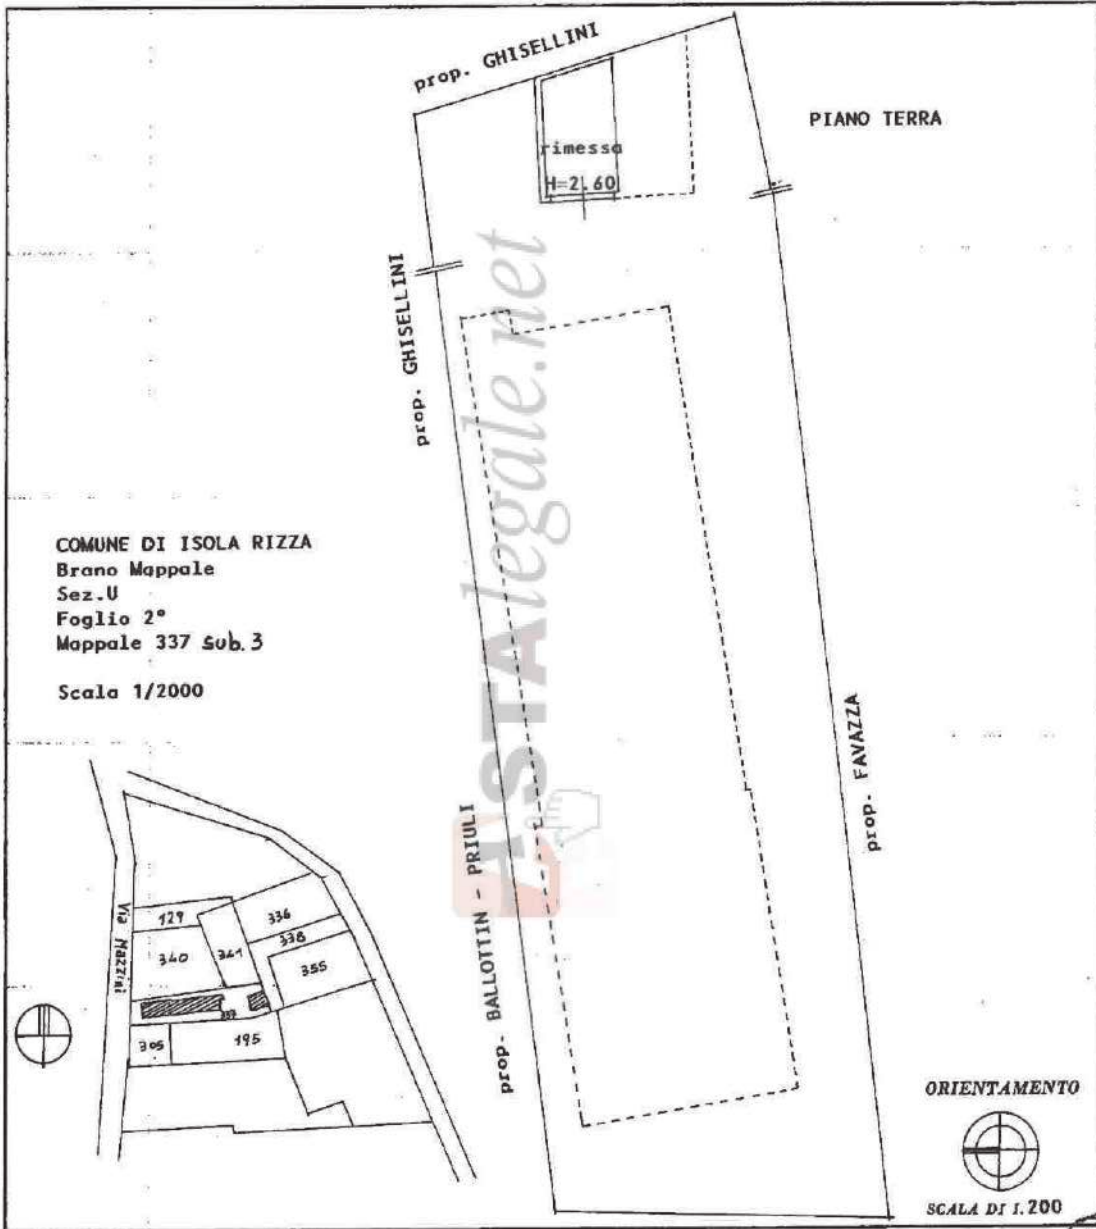 prop. GHISELLINI
PIANO TERRA
rimessa
H=2.60
prop. GHISELLINI
COMUNE DI ISOLA RIZZA
Brano Mappale
Sez.U
Foglio 2°
Mappale 337 sub.3
Scala 1/2000
ASTAlegale.net
prop. FAVAZZA
prop. BALLOTTIN - PRIULI
Via Mazzini
129
336
338
340
341
355
337
305
195
ORIENTAMENTO
SCALA DI 1.200